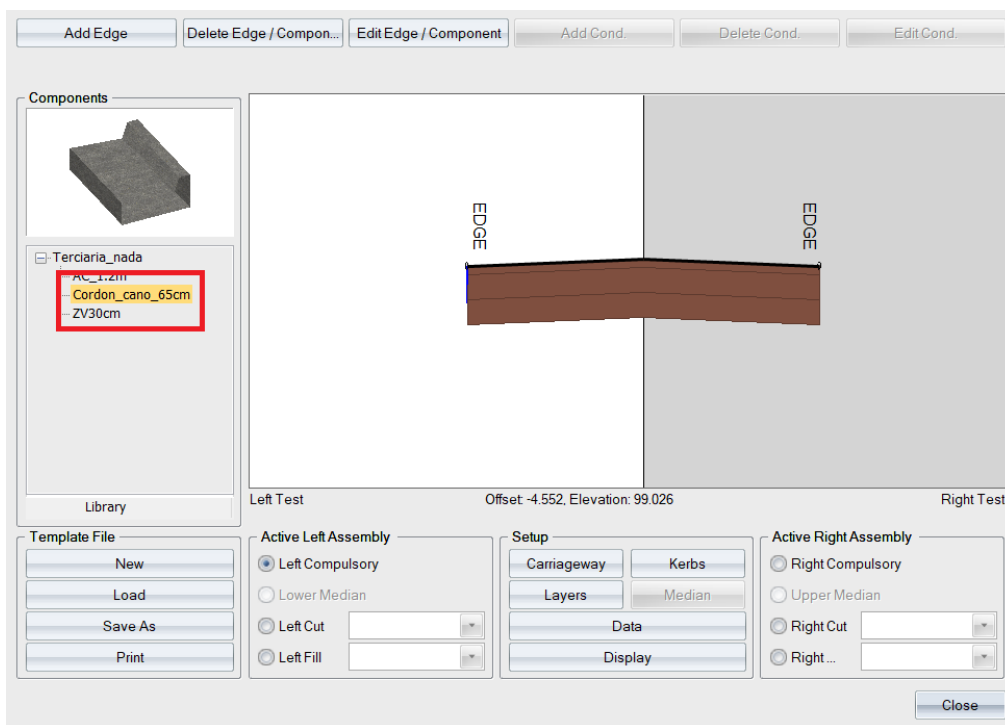 Add Edge
Delete Edge / Compon...
Edit Edge / Component
Add Cond.
Delete Cond.
Edit Cond.
Components
Terciaria_nada
AC_1.2m
Cordon_cano_65cm
ZV30cm
Library
EDGE
EDGE
Left Test
Offset: -4.552, Elevation: 99.026
Right Test
Template File
New
Load
Save As
Print
Active Left Assembly
Left Compulsory
Lower Median
Left Cut
Left Fill
Setup
Carriageway
Kerbs
Layers
Median
Data
Display
Active Right Assembly
Right Compulsory
Upper Median
Right Cut
Right ...
Close